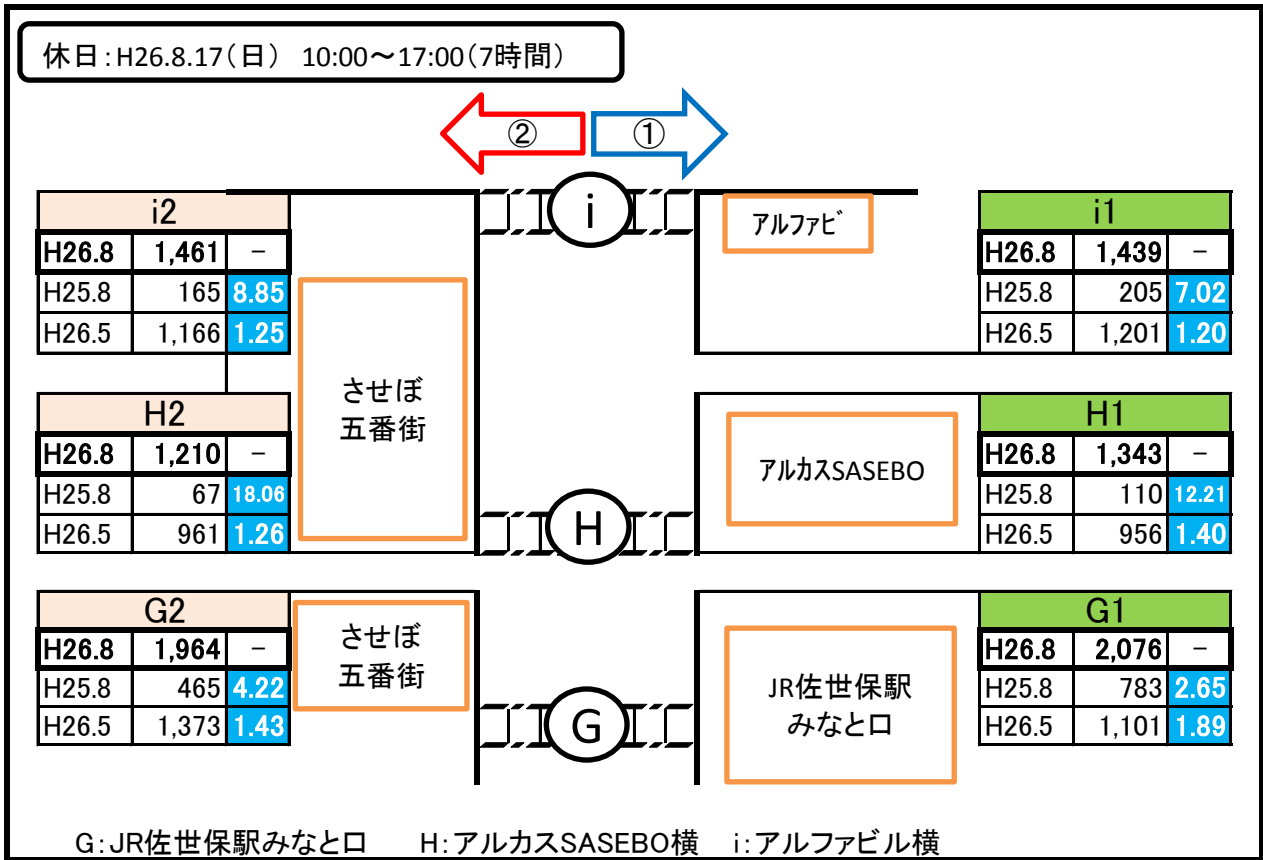 休日:H26.8.17(日) 10:00～17:00(7時間)
② ①
i2
H26.8 1,461 －
H25.8 165 8.85
H26.5 1,166 1.25
i
アルファビ
i1
H26.8 1,439 －
H25.8 205 7.02
H26.5 1,201 1.20
させぼ
五番街
H2
H26.8 1,210 －
H25.8 67 18.06
H26.5 961 1.26
H
アルカスSASEBO
H1
H26.8 1,343 －
H25.8 110 12.21
H26.5 956 1.40
G2
H26.8 1,964 －
H25.8 465 4.22
H26.5 1,373 1.43
させぼ
五番街
G
JR佐世保駅
みなと口
G1
H26.8 2,076 －
H25.8 783 2.65
H26.5 1,101 1.89
G:JR佐世保駅みなと口 H:アルカスSASEBO横 i:アルファビル横